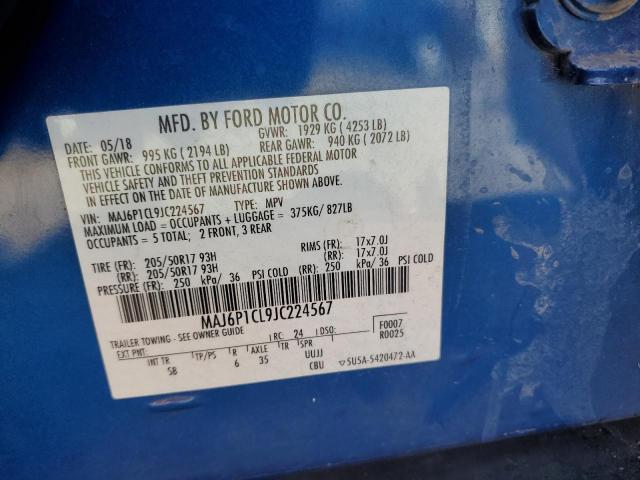 MFD. BY FORD MOTOR CO.
DATE: 05/18 GVWR: 1929 KG ( 4253 LB)
FRONT GAWR: 995 KG ( 2194 LB) REAR GAWR: 940 KG ( 2072 LB)
THIS VEHICLE CONFORMS TO ALL APPLICABLE FEDERAL MOTOR
VEHICLE SAFETY AND THEFT PREVENTION STANDARDS
IN EFFECT ON THE DATE OF MANUFACTURE SHOWN ABOVE.
VIN: MAJ6P1CL9JC224567 TYPE: MPV
MAXIMUM LOAD = OCCUPANTS + LUGGAGE = 375KG/ 827LB
OCCUPANTS = 5 TOTAL; 2 FRONT, 3 REAR
TIRE (FR): 205/50R17 93H RIMS (FR): 17x7.0J
(RR): 205/50R17 93H (RR): 17x7.0J
PRESSURE (FR): 250 kPa/ 36 PSI COLD (RR): 250 kPa/ 36 PSI COLD
MAJ6P1CL9JC224567
TRAILER TOWING - SEE OWNER GUIDE
RC: 24 DSO: F0007
R0025
EXT PNT: INT TR TP/PS R AXLE TR SPR
SB 6 35 UUJJ
CBU ▽SU5A-5420472-AA